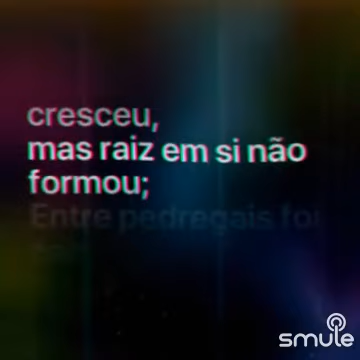 cresceu,
mas raiz em si não
formou;
Entre pedregais
smule